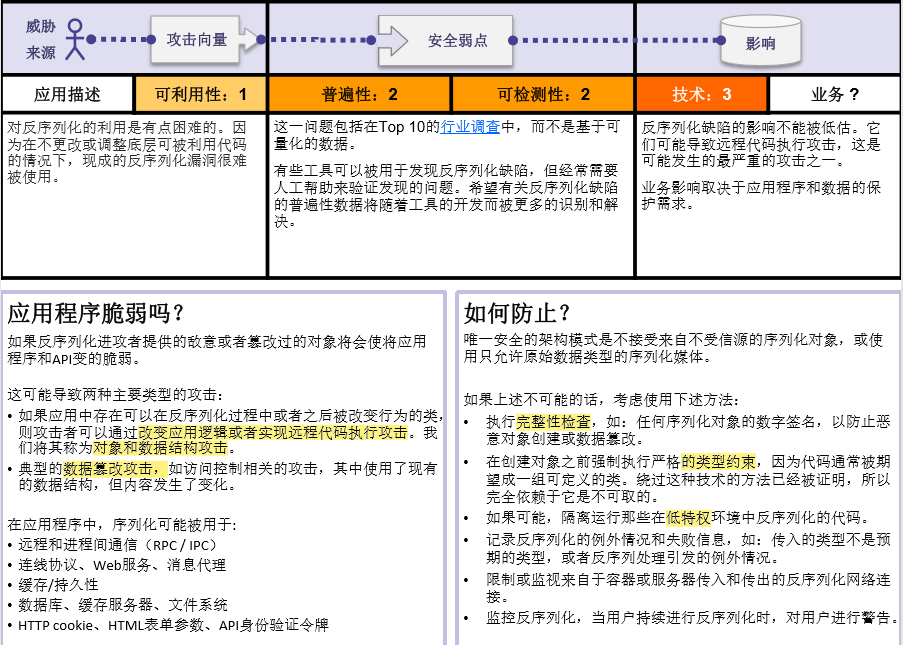 威胁
来源
攻击向量
安全弱点
影响
应用描述
可利用性：1
普遍性：2
可检测性：2
技术：3
业务 ?
对反序列化的利用是有点困难的。因
为在不更改或调整底层可被利用代码
的情况下，现成的反序列化漏洞很难
被使用。
这一问题包括在Top 10的行业调查中，而不是基于可
量化的数据。
有些工具可以被用于发现反序列化缺陷，但经常需要
人工帮助来验证发现的问题。希望有关反序列化缺陷
的普遍性数据将随着工具的开发而被更多的识别和解
决。
反序列化缺陷的影响不能被低估。它
们可能导致远程代码执行攻击，这是
可能发生的最严重的攻击之一。
业务影响取决于应用程序和数据的保
护需求。
应用程序脆弱吗?
如果反序列化进攻者提供的敌意或者篡改过的对象将会使将应用
程序和API变的脆弱。
这可能导致两种主要类型的攻击：
• 如果应用中存在可以在反序列化过程中或者之后被改变行为的类，
则攻击者可以通过改变应用逻辑或者实现远程代码执行攻击。我
们将其称为对象和数据结构攻击。
• 典型的数据篡改攻击，如访问控制相关的攻击，其中使用了现有
的数据结构，但内容发生了变化。
在应用程序中，序列化可能被用于:
• 远程和进程间通信（RPC / IPC）
• 连线协议、Web服务、消息代理
• 缓存/持久性
• 数据库、缓存服务器、文件系统
• HTTP cookie、HTML表单参数、API身份验证令牌
如何防止?
唯一安全的架构模式是不接受来自不受信源的序列化对象，或使
用只允许原始数据类型的序列化媒体。
如果上述不可能的话，考虑使用下述方法：
• 执行完整性检查，如：任何序列化对象的数字签名，以防止恶
意对象创建或数据篡改。
• 在创建对象之前强制执行严格的类型约束，因为代码通常被期
望成一组可定义的类。绕过这种技术的方法已经被证明，所以
完全依赖于它是不可取的。
• 如果可能，隔离运行那些在低特权环境中反序列化的代码。
• 记录反序列化的例外情况和失败信息，如：传入的类型不是预
期的类型，或者反序列处理引发的例外情况。
• 限制或监视来自于容器或服务器传入和传出的反序列化网络连
接。
• 监控反序列化，当用户持续进行反序列化时，对用户进行警告。